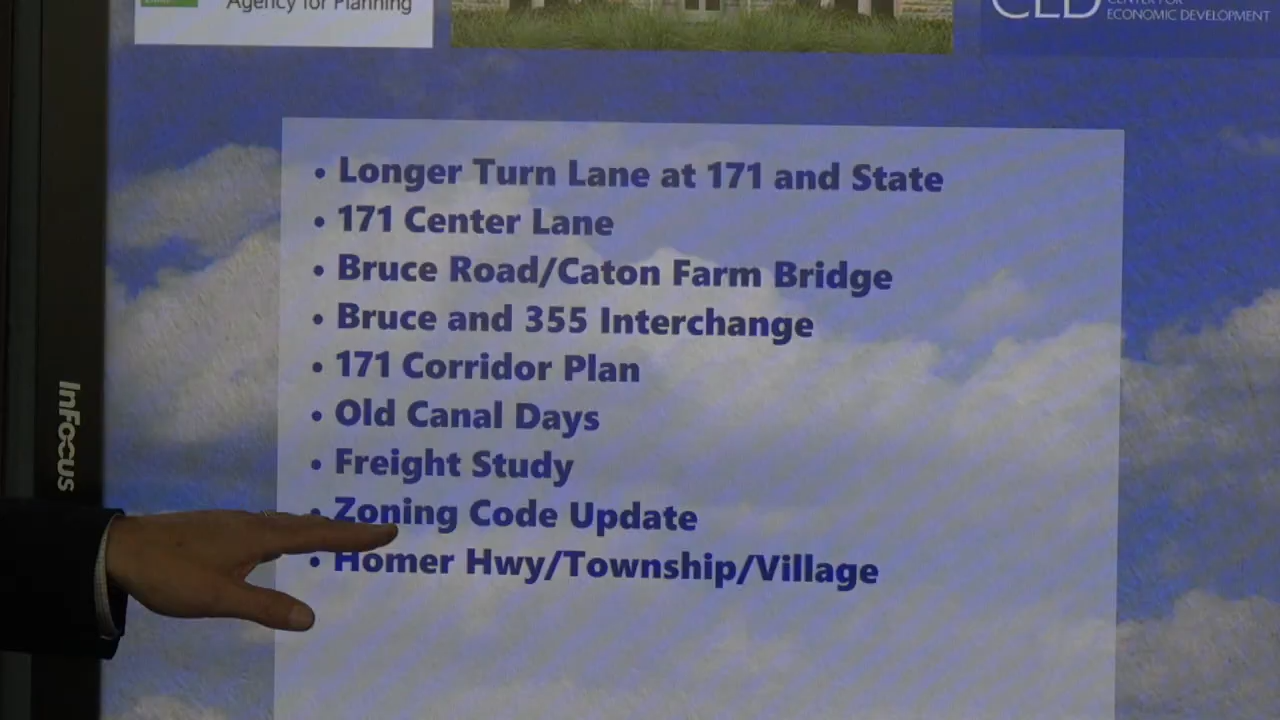 Agency for Planning
CED
ECONOMIC DEVELOPMENT
• Longer Turn Lane at 171 and State
• 171 Center Lane
• Bruce Road/Caton Farm Bridge
• Bruce and 355 Interchange
• 171 Corridor Plan
• Old Canal Days
• Freight Study
• Zoning Code Update
• Homer Hwy/Township/Village
InFocus